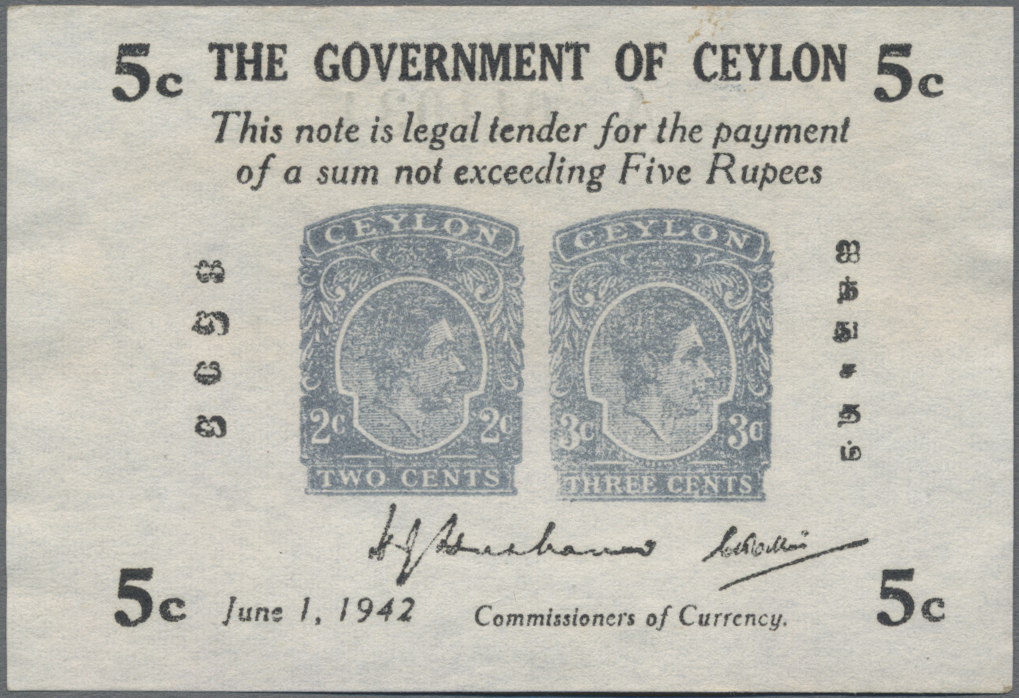 5c THE GOVERNMENT OF CEYLON 5c
This note is legal tender for the payment
of a sum not exceeding Five Rupees
CEYLON
2c 2c
TWO CENTS
CEYLON
3c 3c
THREE CENTS
ஐந்து சதம்
5c June 1, 1942 Commissioners of Currency. 5c